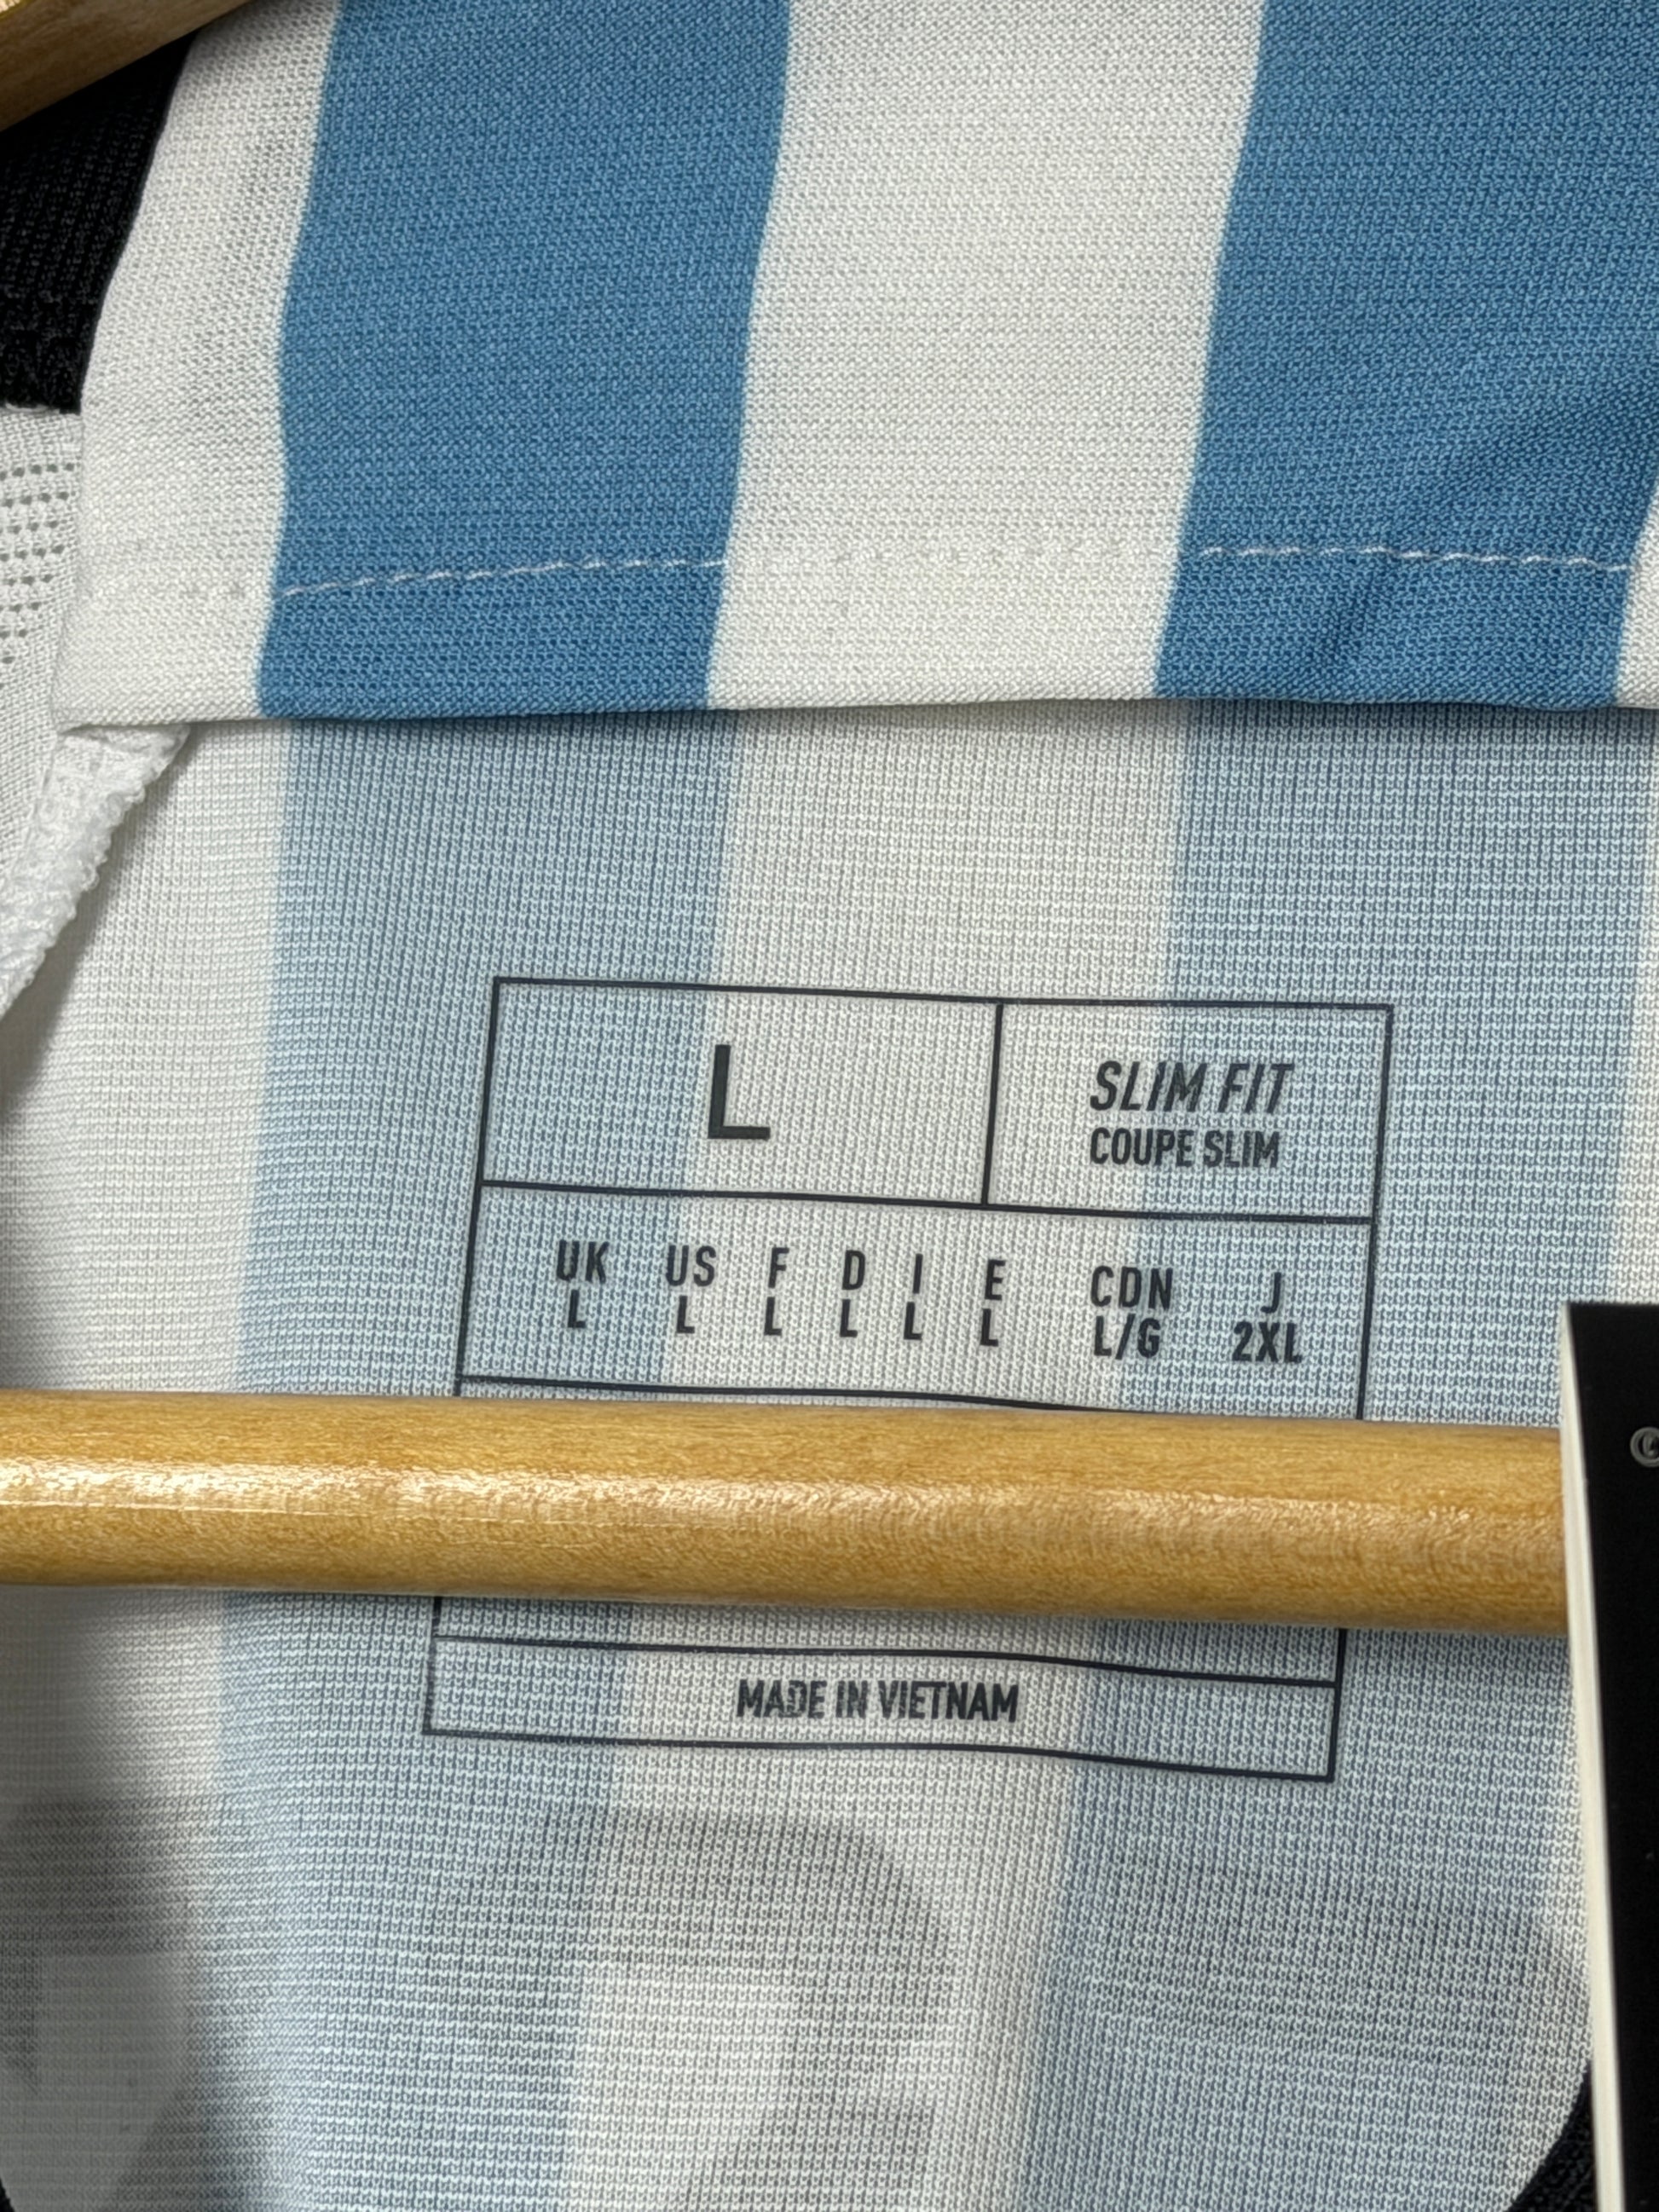 L
SLIM FIT
COUPE SLIM
UK US F D I E CDN J
L L L L L L L/G 2XL
MADE IN VIETNAM
©